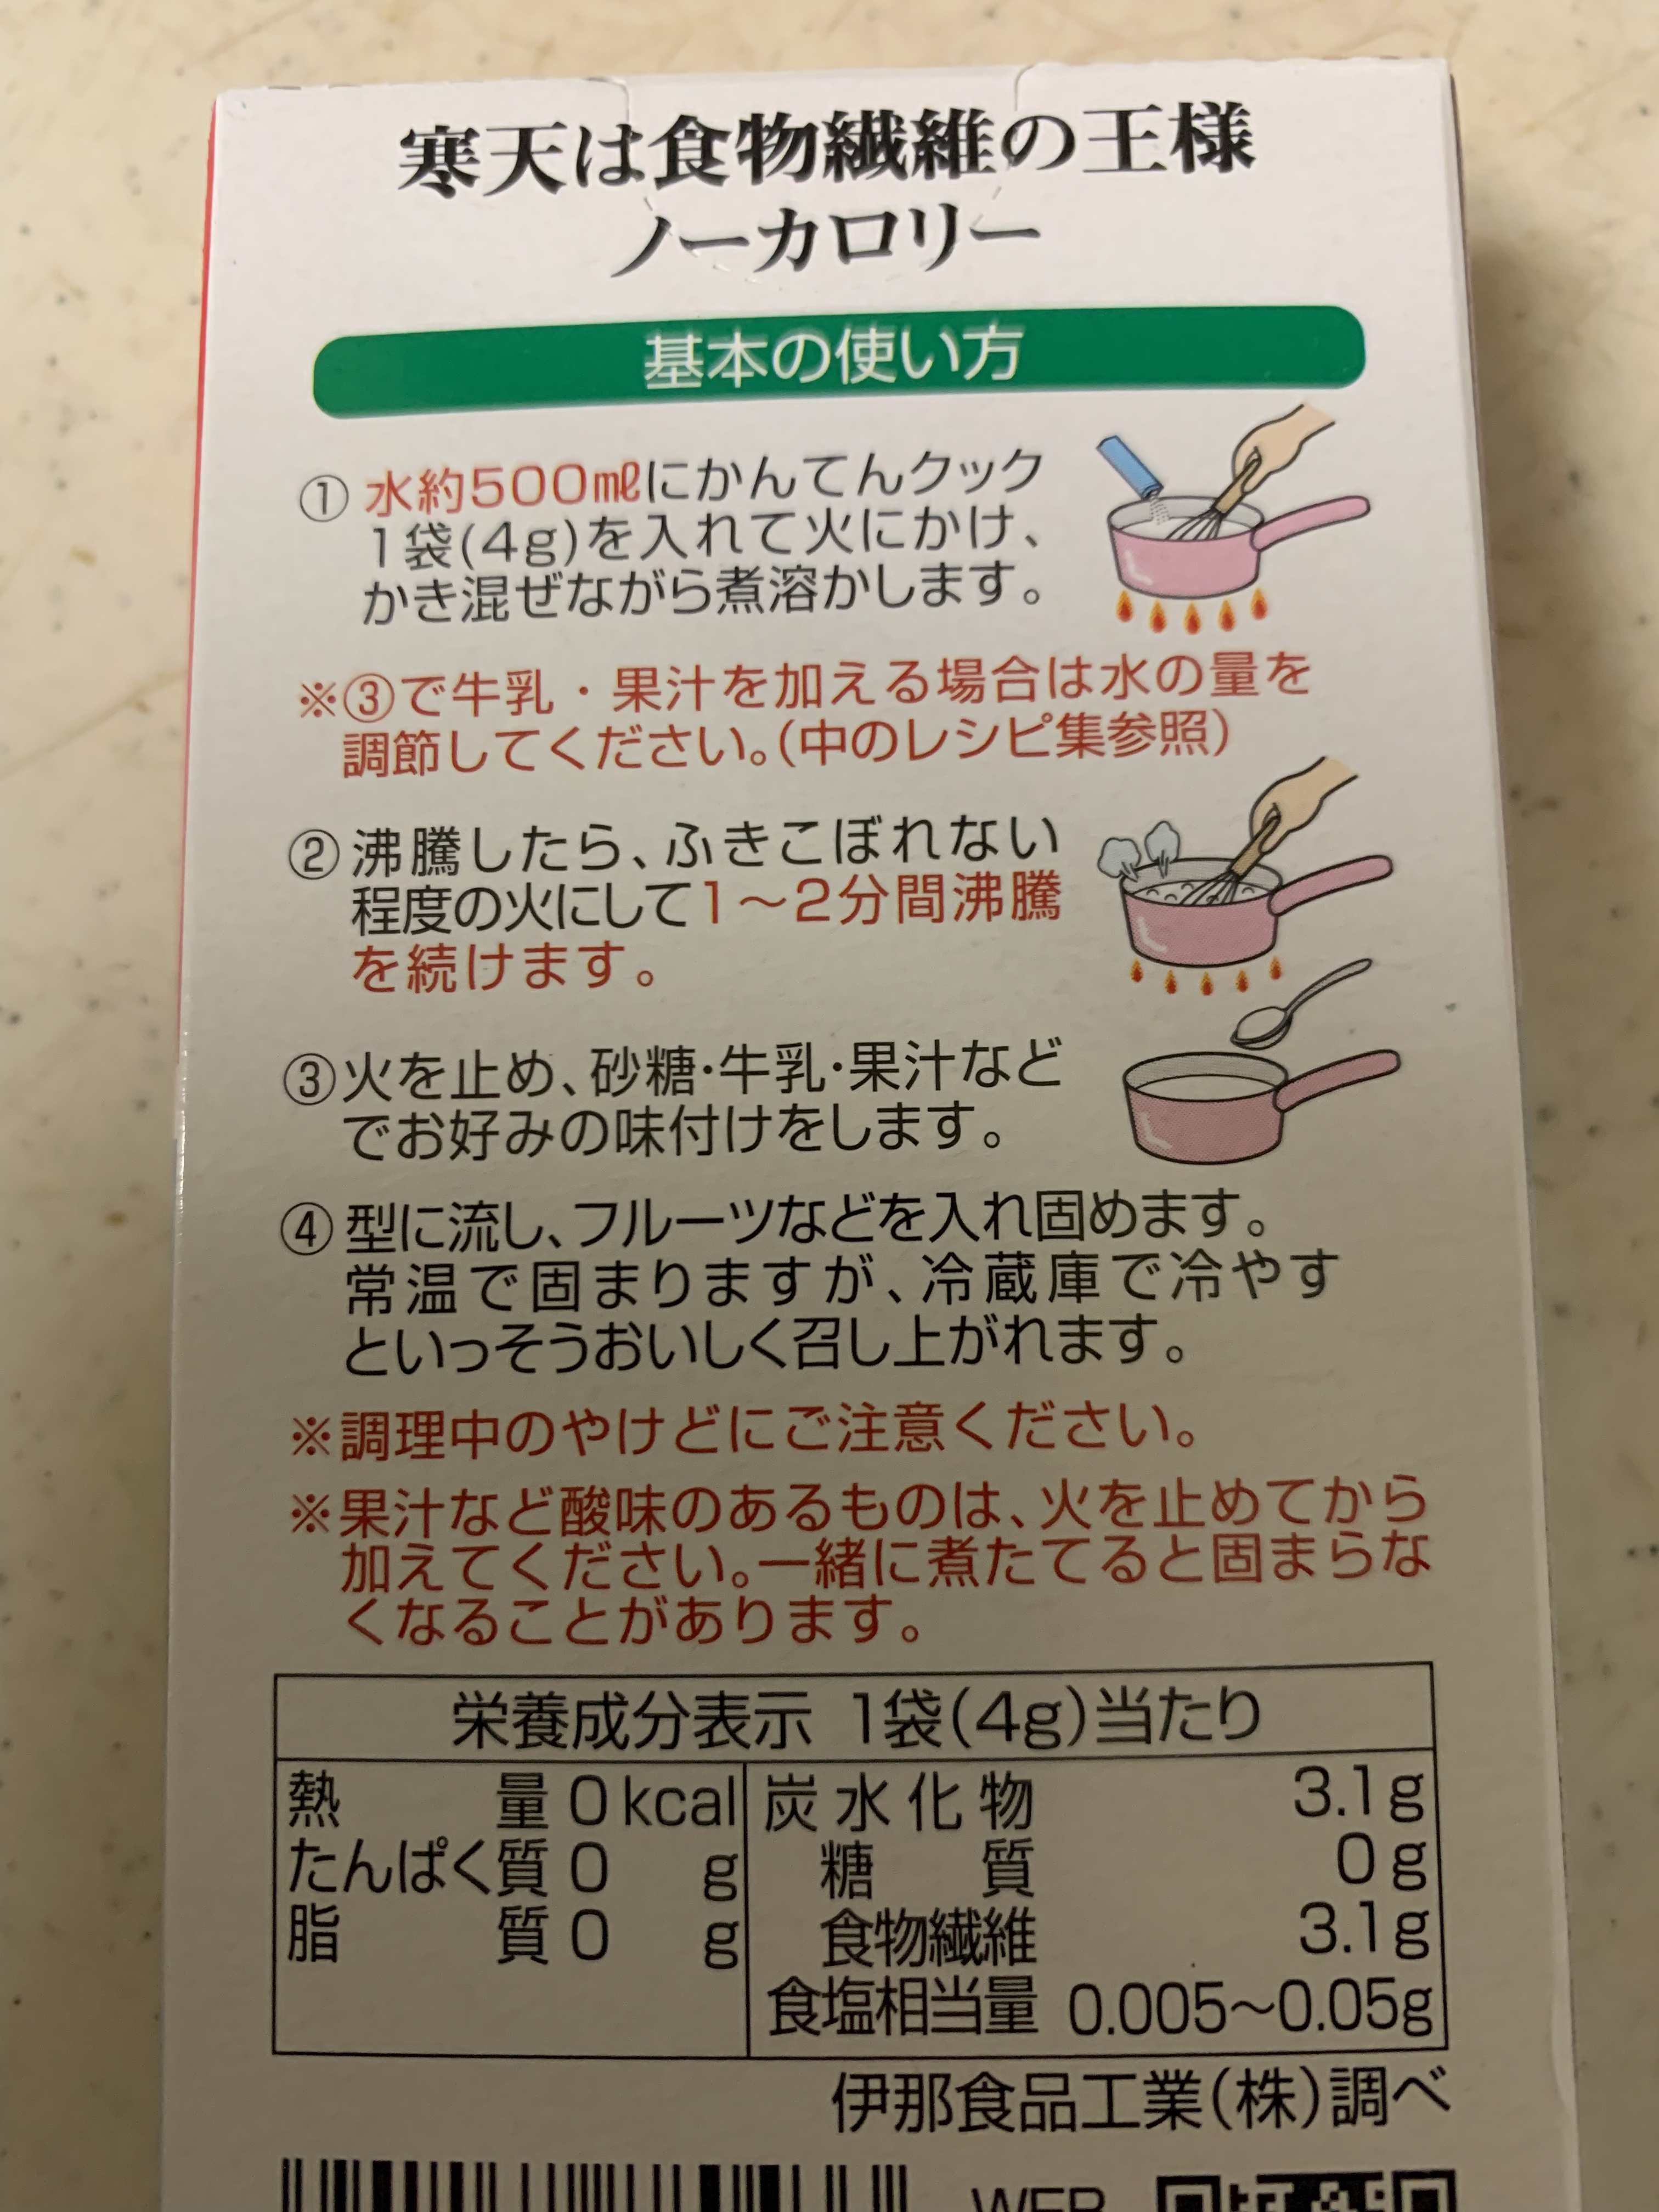 寒天は食物繊維の王様
ノーカロリー
基本の使い方
① 水約500㎖にかんてんクック
1袋(4g)を入れて火にかけ、
かき混ぜながら煮溶かします。
※③で牛乳・果汁を加える場合は水の量を
調節してください。(中のレシピ集参照)
② 沸騰したら、ふきこぼれない
程度の火にして1〜2分間沸騰
を続けます。
③ 火を止め、砂糖・牛乳・果汁など
でお好みの味付けをします。
④ 型に流し、フルーツなどを入れ固めます。
常温で固まりますが、冷蔵庫で冷やす
といっそうおいしく召し上がれます。
※調理中のやけどにご注意ください。
※果汁など酸味のあるものは、火を止めてから
加えてください。一緒に煮たてると固まらな
くなることがあります。
栄養成分表示 1袋(4g)当たり
熱量 0kcal
たんぱく質 0 g
脂質 0 g
炭水化物 3.1g
糖質 0g
食物繊維 3.1g
食塩相当量 0.005〜0.05g
伊那食品工業(株)調べ
WEB